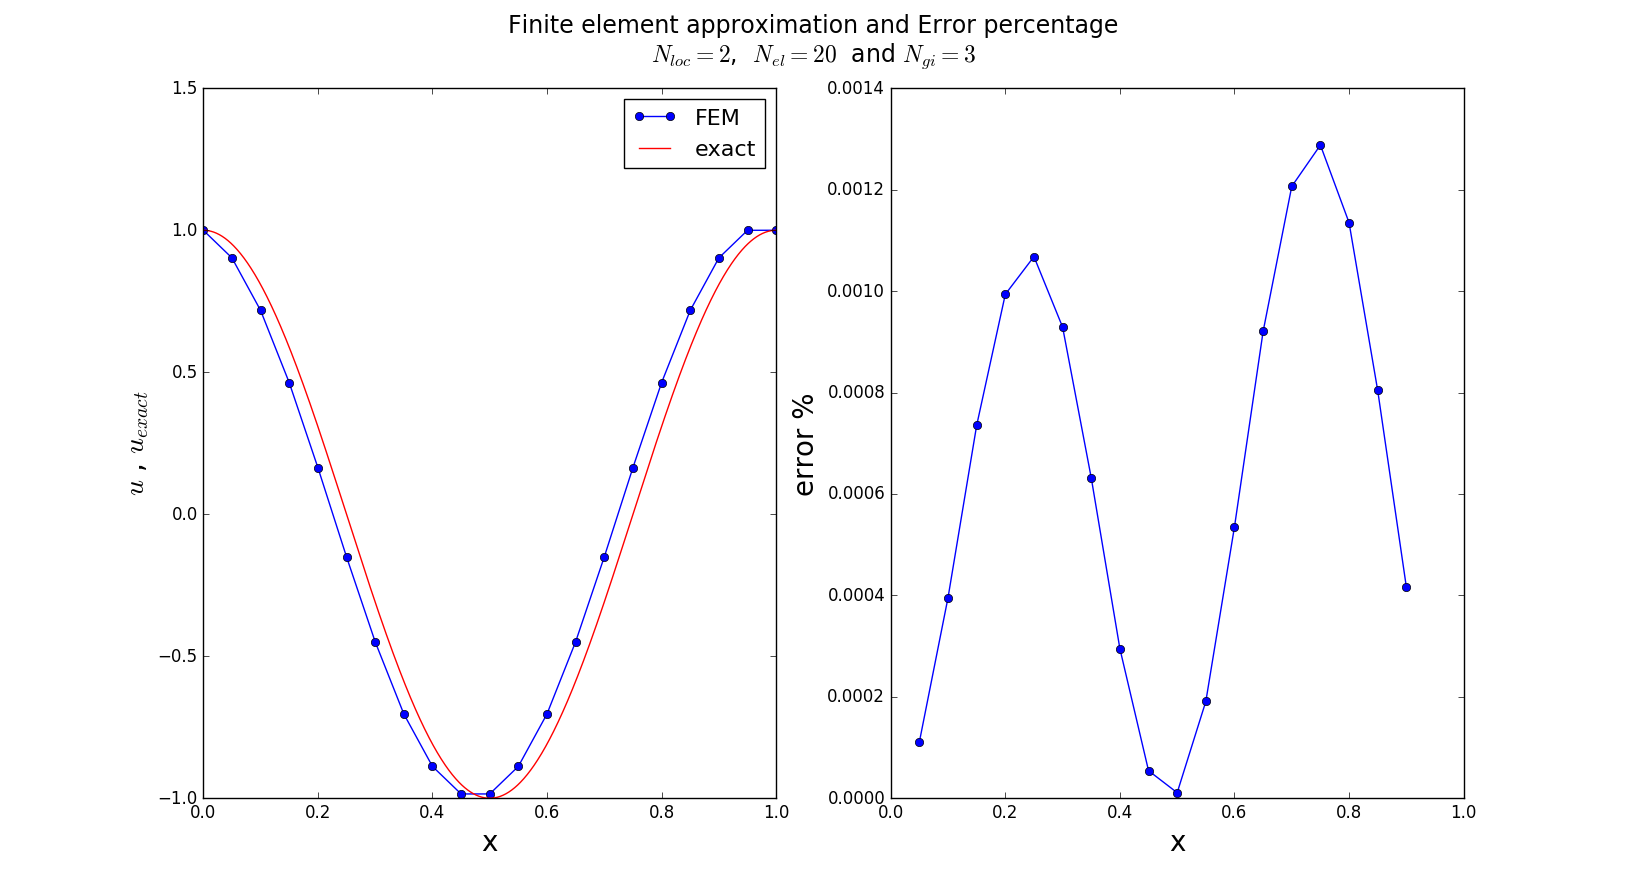 Finite element approximation and Error percentage
N_loc = 2, N_el = 20 and N_gi = 3
1.5
1.0
0.5
0.0
−0.5
−1.0
u , u_exact
FEM
exact
0.0 0.2 0.4 0.6 0.8 1.0
x
0.0014
0.0012
0.0010
0.0008
0.0006
0.0004
0.0002
0.0000
error %
0.0 0.2 0.4 0.6 0.8 1.0
x